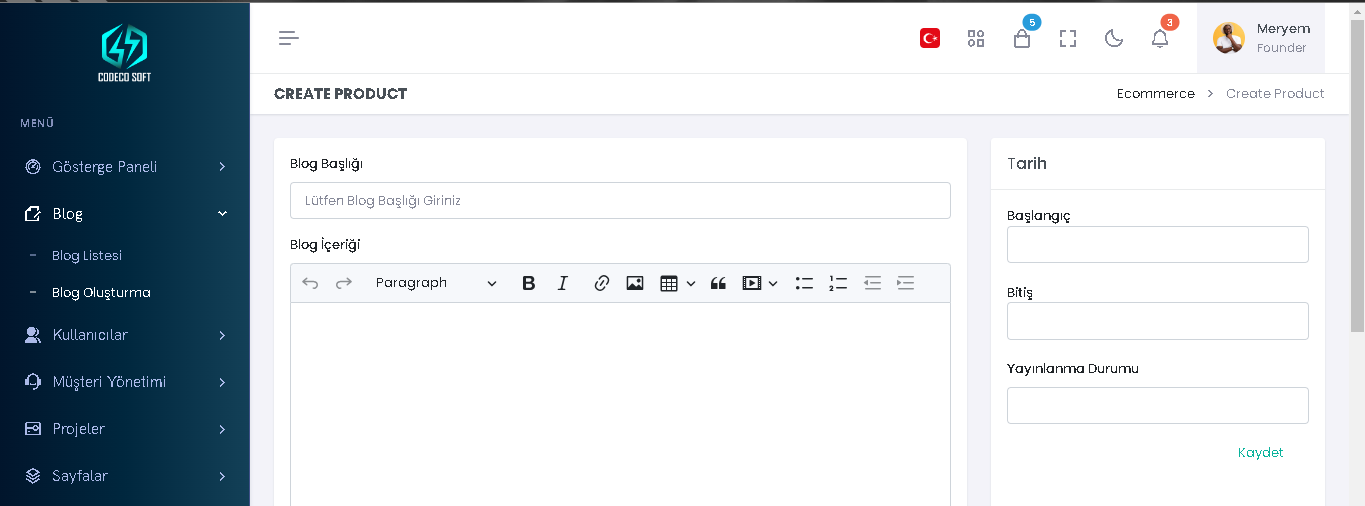 CODECO SOFT
MENÜ
Gösterge Paneli
Blog
Blog Listesi
Blog Oluşturma
Kullanıcılar
Müşteri Yönetimi
Projeler
Sayfalar
5
3
Meryem
Founder
CREATE PRODUCT
Ecommerce > Create Product
Blog Başlığı
Lütfen Blog Başlığı Giriniz
Blog İçeriği
Paragraph
Tarih
Başlangıç
Bitiş
Yayınlanma Durumu
Kaydet